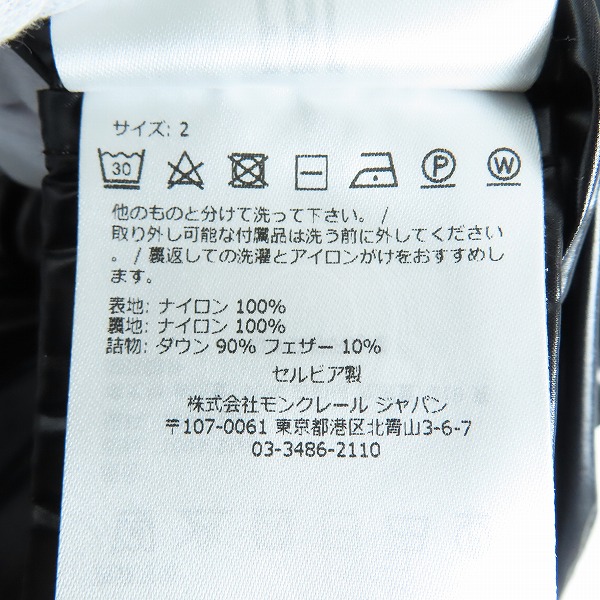 サイズ: 2
30
P
W
他のものと分けて洗って下さい。 /
取り外し可能な付属品は洗う前に外してください
。 / 裏返しての洗濯とアイロンがけをおすすめし
ます。
表地: ナイロン 100%
裏地: ナイロン 100%
詰物: ダウン 90% フェザー 10%
セルビア製
株式会社モンクレール ジャパン
〒107-0061 東京都港区北青山3-6-7
03-3486-2110